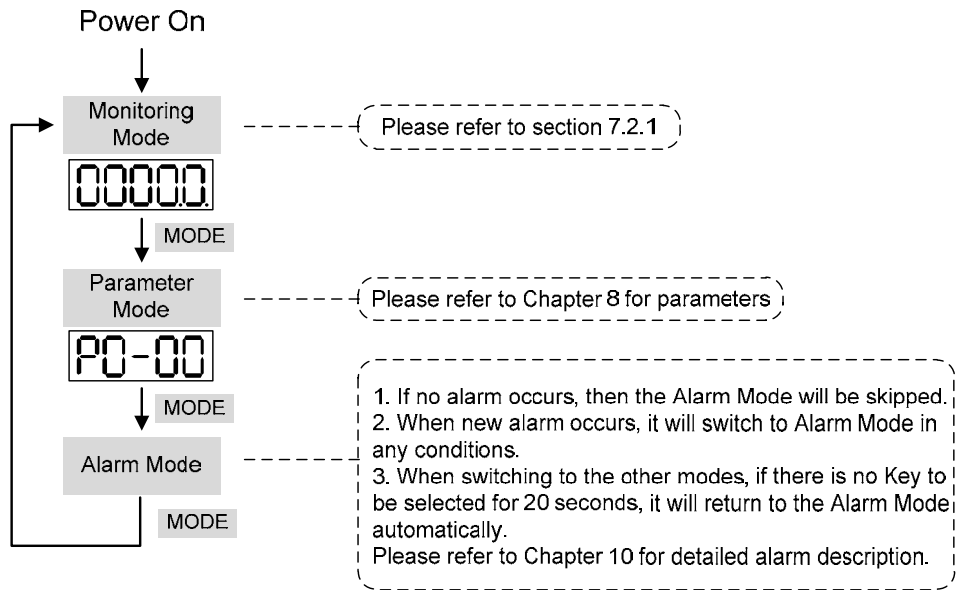 Power On
Monitoring
Mode
Please refer to section 7.2.1
0000.0.
MODE
Parameter
Mode
Please refer to Chapter 8 for parameters
P0-00
MODE
Alarm Mode
1. If no alarm occurs, then the Alarm Mode will be skipped.
2. When new alarm occurs, it will switch to Alarm Mode in
any conditions.
3. When switching to the other modes, if there is no Key to
be selected for 20 seconds, it will return to the Alarm Mode
automatically.
Please refer to Chapter 10 for detailed alarm description.
MODE